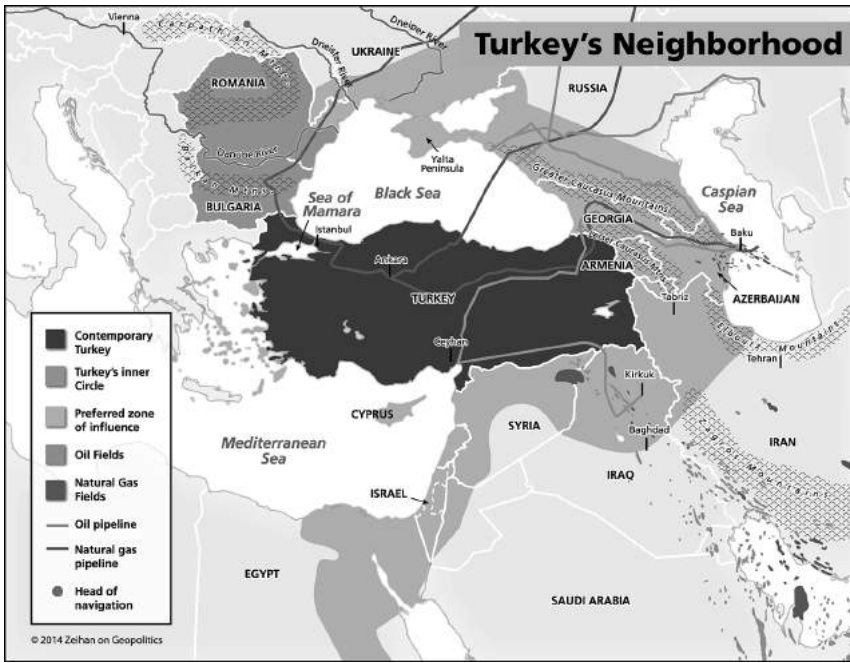 Turkey's Neighborhood
Vienna
Carpathian Mtns.
Dneister River
Dneiper River
UKRAINE
RUSSIA
ROMANIA
Yalta
Peninsula
Danube River
Balkan Mtns.
Black Sea
Greater Caucasus Mountains
Caspian
Sea
BULGARIA
Sea of
Mamara
Istanbul
GEORGIA
Lesser Caucasus Mtns.
Baku
Ankara
ARMENIA
TURKEY
AZERBAIJAN
Tabriz
Elbourz Mountains
Ceyhan
Tehran
Kirkuk
CYPRUS
SYRIA
Baghdad
Mediterranean
Sea
IRAN
Zagros Mountains
IRAQ
ISRAEL
EGYPT
SAUDI ARABIA
Contemporary
Turkey
Turkey's inner
Circle
Preferred zone
of influence
Oil Fields
Natural Gas
Fields
Oil pipeline
Natural gas
pipeline
Head of
navigation
© 2014 Zeihan on Geopolitics